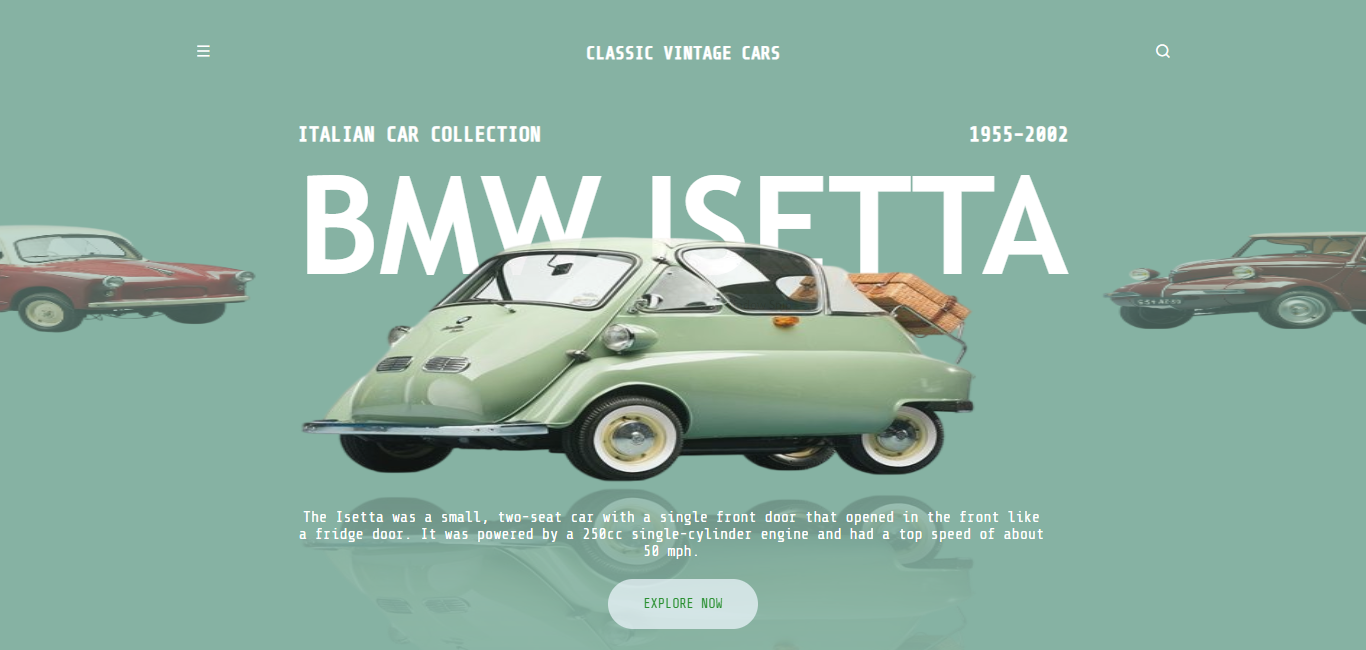 CLASSIC VINTAGE CARS
ITALIAN CAR COLLECTION
1955-2002
BMW ISETTA
The Isetta was a small, two-seat car with a single front door that opened in the front like
a fridge door. It was powered by a 250cc single-cylinder engine and had a top speed of about
50 mph.
EXPLORE NOW